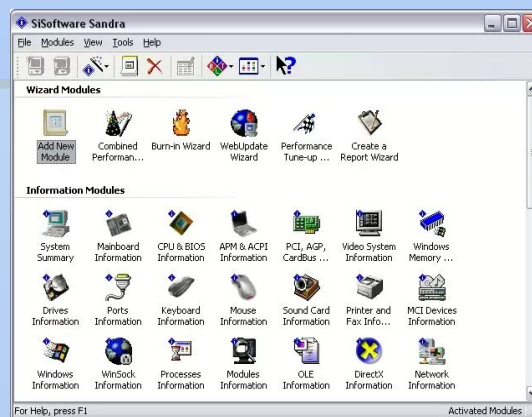 SiSoftware Sandra
File Modules View Tools Help
Wizard Modules
Add New Module
Combined Performan...
Burn-in Wizard
WebUpdate Wizard
Performance Tune-up ...
Create a Report Wizard
Information Modules
System Summary
Mainboard Information
CPU & BIOS Information
APM & ACPI Information
PCI, AGP, CardBus ...
Video System Information
Windows Memory ...
Drives Information
Ports Information
Keyboard Information
Mouse Information
Sound Card Information
Printer and Fax Info...
MCI Devices Information
Windows Information
WinSock Information
Processes Information
Modules Information
OLE Information
DirectX Information
Network Information
For Help, press F1
Activated Modules